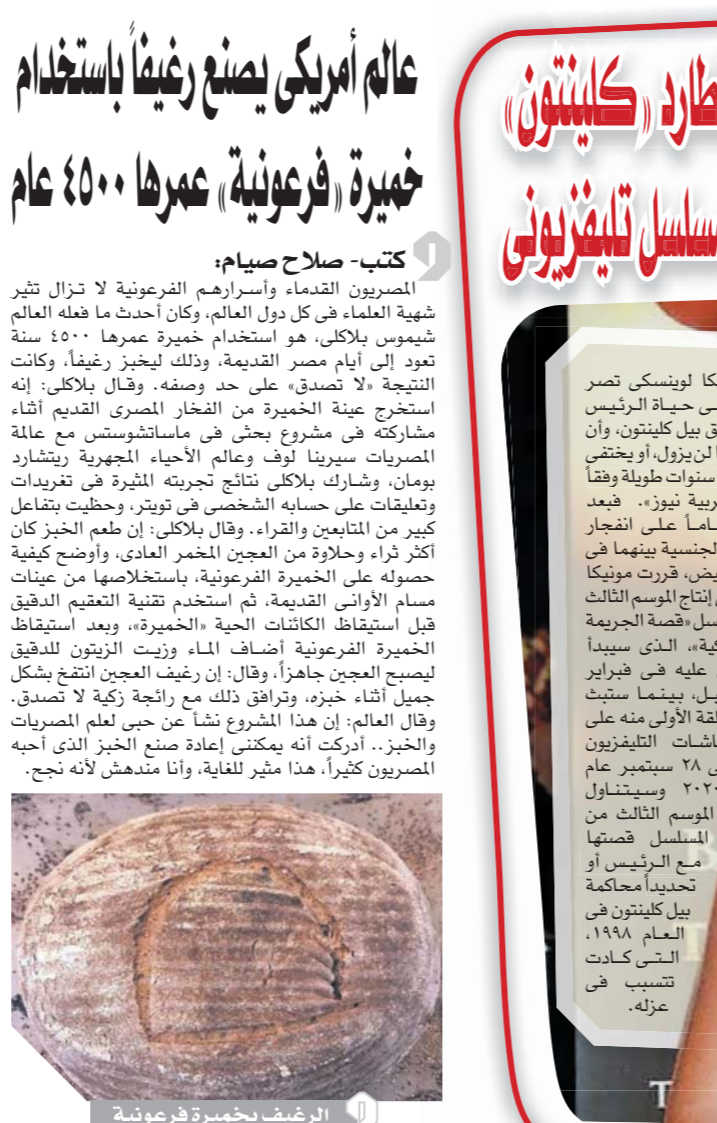 عالم أمريكى يصنع رغيفاً باستخدام
خميرة «فرعونية» عمرها ٤٥٠٠ عام
كتب- صلاح صيام:
المصريون القدماء وأسرارهم الفرعونية لا تزال تثير
شهية العلماء فى كل دول العالم، وكان أحدث ما فعله العالم
شيموس بلاكلى، هو استخدام خميرة عمرها ٤٥٠٠ سنة
تعود إلى أيام مصر القديمة، وذلك ليخبز رغيفاً، وكانت
النتيجة «لا تصدق» على حد وصفه. وقال بلاكلى: إنه
استخرج عينة الخميرة من الفخار المصرى القديم أثناء
مشاركته فى مشروع بحثى فى ماساتشوستس مع عالمة
المصريات سيرينا لوف وعالم الأحياء المجهرية ريتشارد
بومان، وشارك بلاكلى نتائج تجربته المثيرة فى تغريدات
وتعليقات على حسابه الشخصى فى تويتر، وحظيت بتفاعل
كبير من المتابعين والقراء. وقال بلاكلى: إن طعم الخبز كان
أكثر ثراء وحلاوة من العجين المخمر العادى، وأوضح كيفية
حصوله على الخميرة الفرعونية، باستخلاصها من عينات
مسام الأوانى القديمة، ثم استخدم تقنية التعقيم الدقيق
قبل استيقاظ الكائنات الحية «الخميرة»، وبعد استيقاظ
الخميرة الفرعونية أضاف الماء وزيت الزيتون للدقيق
ليصبح العجين جاهزاً، وقال: إن رغيف العجين انتفخ بشكل
جميل أثناء خبزه، وترافق ذلك مع رائحة زكية لا تصدق.
وقال العالم: إن هذا المشروع نشأ عن حبى لعلم المصريات
والخبز.. أدركت أنه يمكننى إعادة صنع الخبز الذى أحبه
المصريون كثيراً، هذا مثير للغاية، وأنا مندهش لأنه نجح.
الرغيف بخميرة فرعونية
طارد «كلينتون»
مسلسل تليفزيونى
كا لوينسكى تصر
ى حياة الرئيس
ق بيل كلينتون، وأن
ا لن يزول، أو يختفى
سنوات طويلة وفقاً
ربية نيوز». فبعد
امـاً على انفجار
لجنسية بينهما فى
يض، قررت مونيكا
إنتاج الموسم الثالث
سل «قصة الجريمة
كية»، الذى سيبدأ
عليه فى فبراير
يل، بينما ستبث
لقة الأولى منه على
اشات التليفزيون
ى ٢٨ سبتمبر عام
٢٠٢٠ وسيتناول
الموسم الثالث من
المسلسل قصتها
مع الرئيس أو
تحديداً محاكمة
بيل كلينتون فى
العام ١٩٩٨،
التى كادت
تتسبب فى
عزله.
T